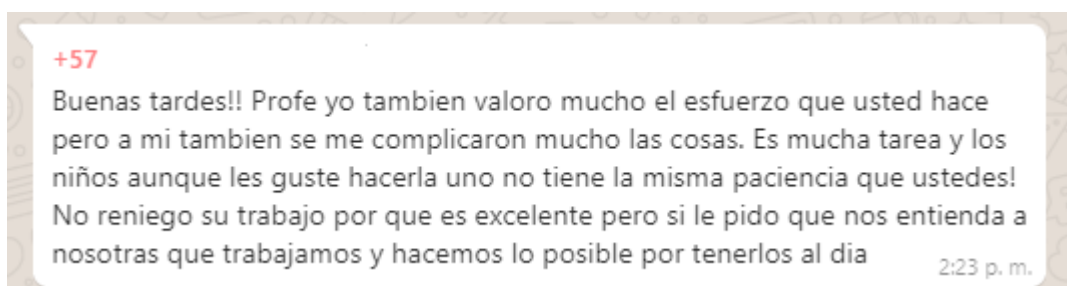 +57
Buenas tardes!! Profe yo tambien valoro mucho el esfuerzo que usted hace
pero a mi tambien se me complicaron mucho las cosas. Es mucha tarea y los
niños aunque les guste hacerla uno no tiene la misma paciencia que ustedes!
No reniego su trabajo por que es excelente pero si le pido que nos entienda a
nosotras que trabajamos y hacemos lo posible por tenerlos al dia
2:23 p. m.